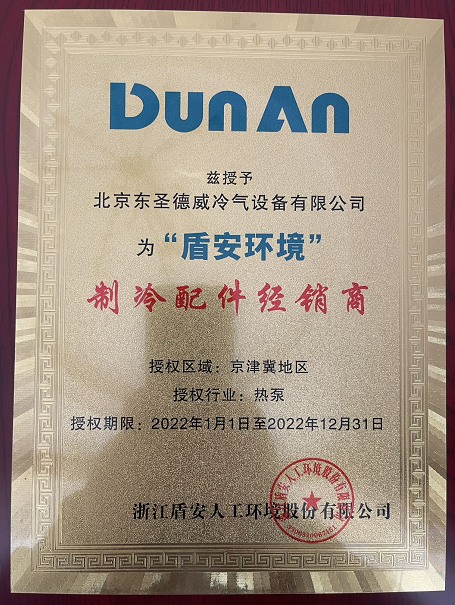 DunAn
兹授予
北京东圣德威冷气设备有限公司
为“盾安环境”
制冷配件经销商
授权区域：京津冀地区
授权行业：热泵
授权期限：2022年1月1日至2022年12月31日
浙江盾安人工环境股份有限公司